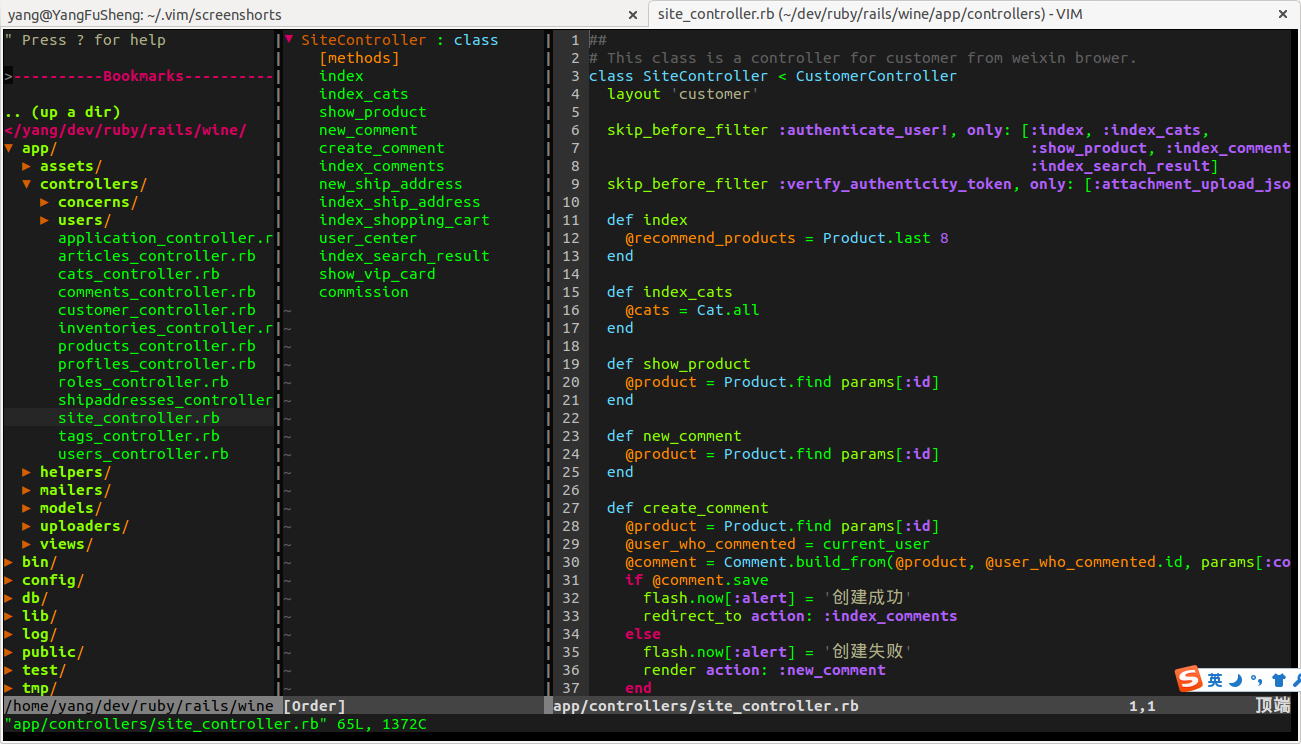 yang@YangFuSheng: ~/.vim/screenshorts ×
site_controller.rb (~/dev/ruby/rails/wine/app/controllers) - VIM ×
" Press ? for help
>----------Bookmarks----------
.. (up a dir)
</yang/dev/ruby/rails/wine/
▼ app/
▶ assets/
▼ controllers/
▶ concerns/
▶ users/
application_controller.r
articles_controller.rb
cats_controller.rb
comments_controller.rb
customer_controller.rb
inventories_controller.r
products_controller.rb
profiles_controller.rb
roles_controller.rb
shipaddresses_controller
site_controller.rb
tags_controller.rb
users_controller.rb
▶ helpers/
▶ mailers/
▶ models/
▶ uploaders/
▶ views/
▶ bin/
▶ config/
▶ db/
▶ lib/
▶ log/
▶ public/
▶ test/
▶ tmp/
/home/yang/dev/ruby/rails/wine
▼ SiteController : class
[methods]
index
index_cats
show_product
new_comment
create_comment
index_comments
new_ship_address
index_ship_address
index_shopping_cart
user_center
index_search_result
show_vip_card
commission
[Order]
1 ##
2 # This class is a controller for customer from weixin brower.
3 class SiteController < CustomerController
4   layout 'customer'
5
6   skip_before_filter :authenticate_user!, only: [:index, :index_cats,
7                                                  :show_product, :index_comment
8                                                  :index_search_result]
9   skip_before_filter :verify_authenticity_token, only: [:attachment_upload_jso
10
11   def index
12     @recommend_products = Product.last 8
13   end
14
15   def index_cats
16     @cats = Cat.all
17   end
18
19   def show_product
20     @product = Product.find params[:id]
21   end
22
23   def new_comment
24     @product = Product.find params[:id]
25   end
26
27   def create_comment
28     @product = Product.find params[:id]
29     @user_who_commented = current_user
30     @comment = Comment.build_from(@product, @user_who_commented.id, params[:co
31     if @comment.save
32       flash.now[:alert] = '创建成功'
33       redirect_to action: :index_comments
34     else
35       flash.now[:alert] = '创建失败'
36       render action: :new_comment
37     end
app/controllers/site_controller.rb 1,1 顶端
"app/controllers/site_controller.rb" 65L, 1372C
S 英